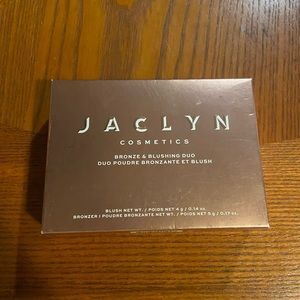 JACLYN
COSMETICS
BRONZE & BLUSHING DUO
DUO POUDRE BRONZANTE ET BLUSH
BLUSH NET WT. / POIDS NET 4 g / 0.14 oz.
BRONZER / POUDRE BRONZANTE NET WT. / POIDS NET 5 g / 0.17 oz.